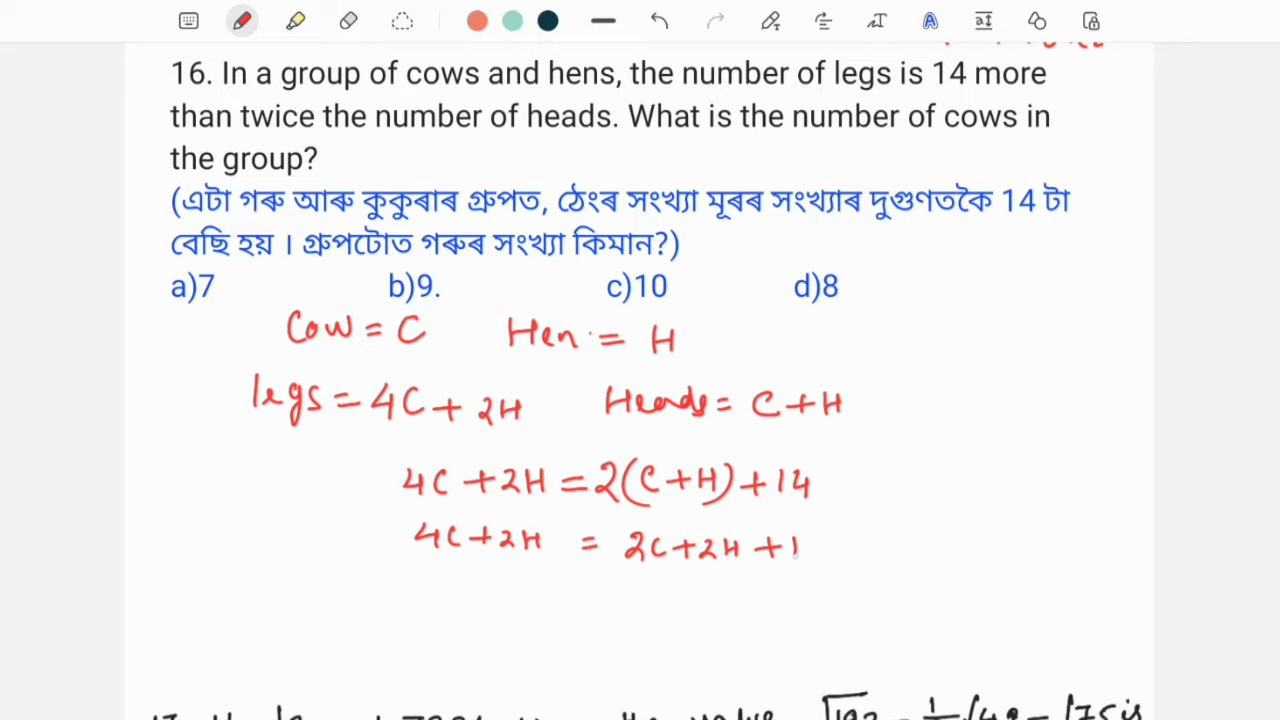 16. In a group of cows and hens, the number of legs is 14 more
than twice the number of heads. What is the number of cows in
the group?
(এটা গৰু আৰু কুকুৰাৰ গ্ৰুপত, ঠেংৰ সংখ্যা মূৰৰ সংখ্যাৰ দুগুণতকৈ 14 টা
বেছি হয় । গ্ৰুপটোত গৰুৰ সংখ্যা কিমান?)
a)7 b)9. c)10 d)8
Cow = C Hen = H
legs = 4C + 2H Heads = C + H
4C + 2H = 2(C + H) + 14
4C + 2H = 2C + 2H + 1